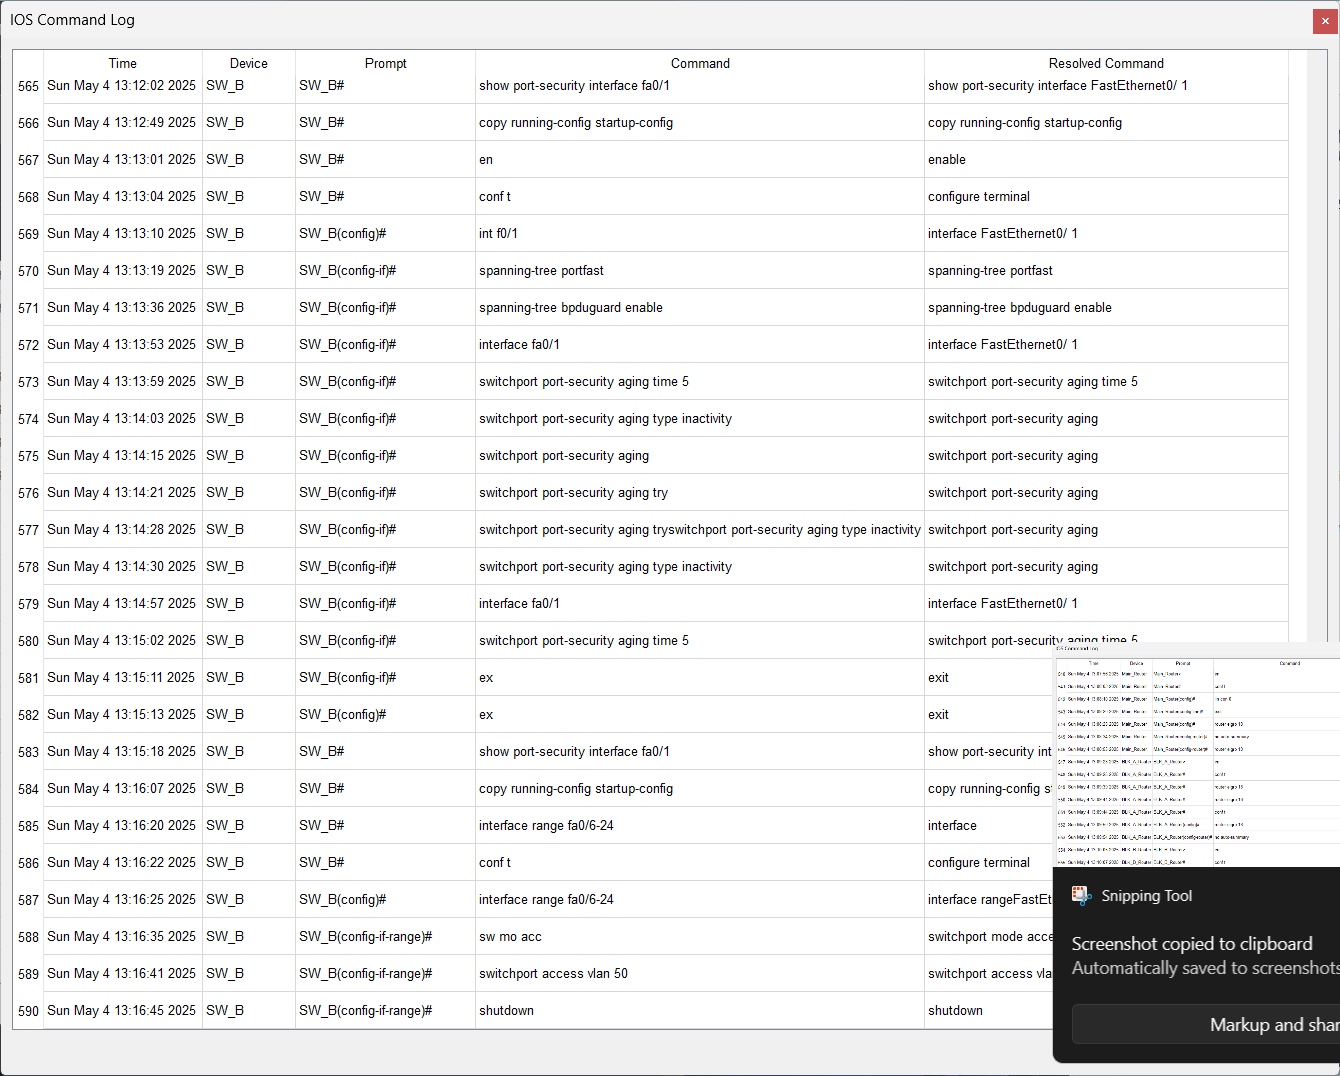 IOS Command Log
Time Device Prompt Command Resolved Command
565 Sun May 4 13:12:02 2025 SW_B SW_B# show port-security interface fa0/1 show port-security interface FastEthernet0/ 1
566 Sun May 4 13:12:49 2025 SW_B SW_B# copy running-config startup-config copy running-config startup-config
567 Sun May 4 13:13:01 2025 SW_B SW_B# en enable
568 Sun May 4 13:13:04 2025 SW_B SW_B# conf t configure terminal
569 Sun May 4 13:13:10 2025 SW_B SW_B(config)# int f0/1 interface FastEthernet0/ 1
570 Sun May 4 13:13:19 2025 SW_B SW_B(config-if)# spanning-tree portfast spanning-tree portfast
571 Sun May 4 13:13:36 2025 SW_B SW_B(config-if)# spanning-tree bpduguard enable spanning-tree bpduguard enable
572 Sun May 4 13:13:53 2025 SW_B SW_B(config-if)# interface fa0/1 interface FastEthernet0/ 1
573 Sun May 4 13:13:59 2025 SW_B SW_B(config-if)# switchport port-security aging time 5 switchport port-security aging time 5
574 Sun May 4 13:14:03 2025 SW_B SW_B(config-if)# switchport port-security aging type inactivity switchport port-security aging
575 Sun May 4 13:14:15 2025 SW_B SW_B(config-if)# switchport port-security aging switchport port-security aging
576 Sun May 4 13:14:21 2025 SW_B SW_B(config-if)# switchport port-security aging try switchport port-security aging
577 Sun May 4 13:14:28 2025 SW_B SW_B(config-if)# switchport port-security aging tryswitchport port-security aging type inactivity switchport port-security aging
578 Sun May 4 13:14:30 2025 SW_B SW_B(config-if)# switchport port-security aging type inactivity switchport port-security aging
579 Sun May 4 13:14:57 2025 SW_B SW_B(config-if)# interface fa0/1 interface FastEthernet0/ 1
580 Sun May 4 13:15:02 2025 SW_B SW_B(config-if)# switchport port-security aging time 5 switchport port-security aging time 5
581 Sun May 4 13:15:11 2025 SW_B SW_B(config-if)# ex exit
582 Sun May 4 13:15:13 2025 SW_B SW_B(config)# ex exit
583 Sun May 4 13:15:18 2025 SW_B SW_B# show port-security interface fa0/1 show port-security int
584 Sun May 4 13:16:07 2025 SW_B SW_B# copy running-config startup-config copy running-config s
585 Sun May 4 13:16:20 2025 SW_B SW_B# interface range fa0/6-24 interface
586 Sun May 4 13:16:22 2025 SW_B SW_B# conf t configure terminal
587 Sun May 4 13:16:25 2025 SW_B SW_B(config)# interface range fa0/6-24 interface rangeFastEt
588 Sun May 4 13:16:35 2025 SW_B SW_B(config-if-range)# sw mo acc switchport mode acce
589 Sun May 4 13:16:41 2025 SW_B SW_B(config-if-range)# switchport access vlan 50 switchport access vla
590 Sun May 4 13:16:45 2025 SW_B SW_B(config-if-range)# shutdown shutdown
IOS Command Log
Time Device Prompt Command
Snipping Tool
Screenshot copied to clipboard
Automatically saved to screenshots
Markup and shar